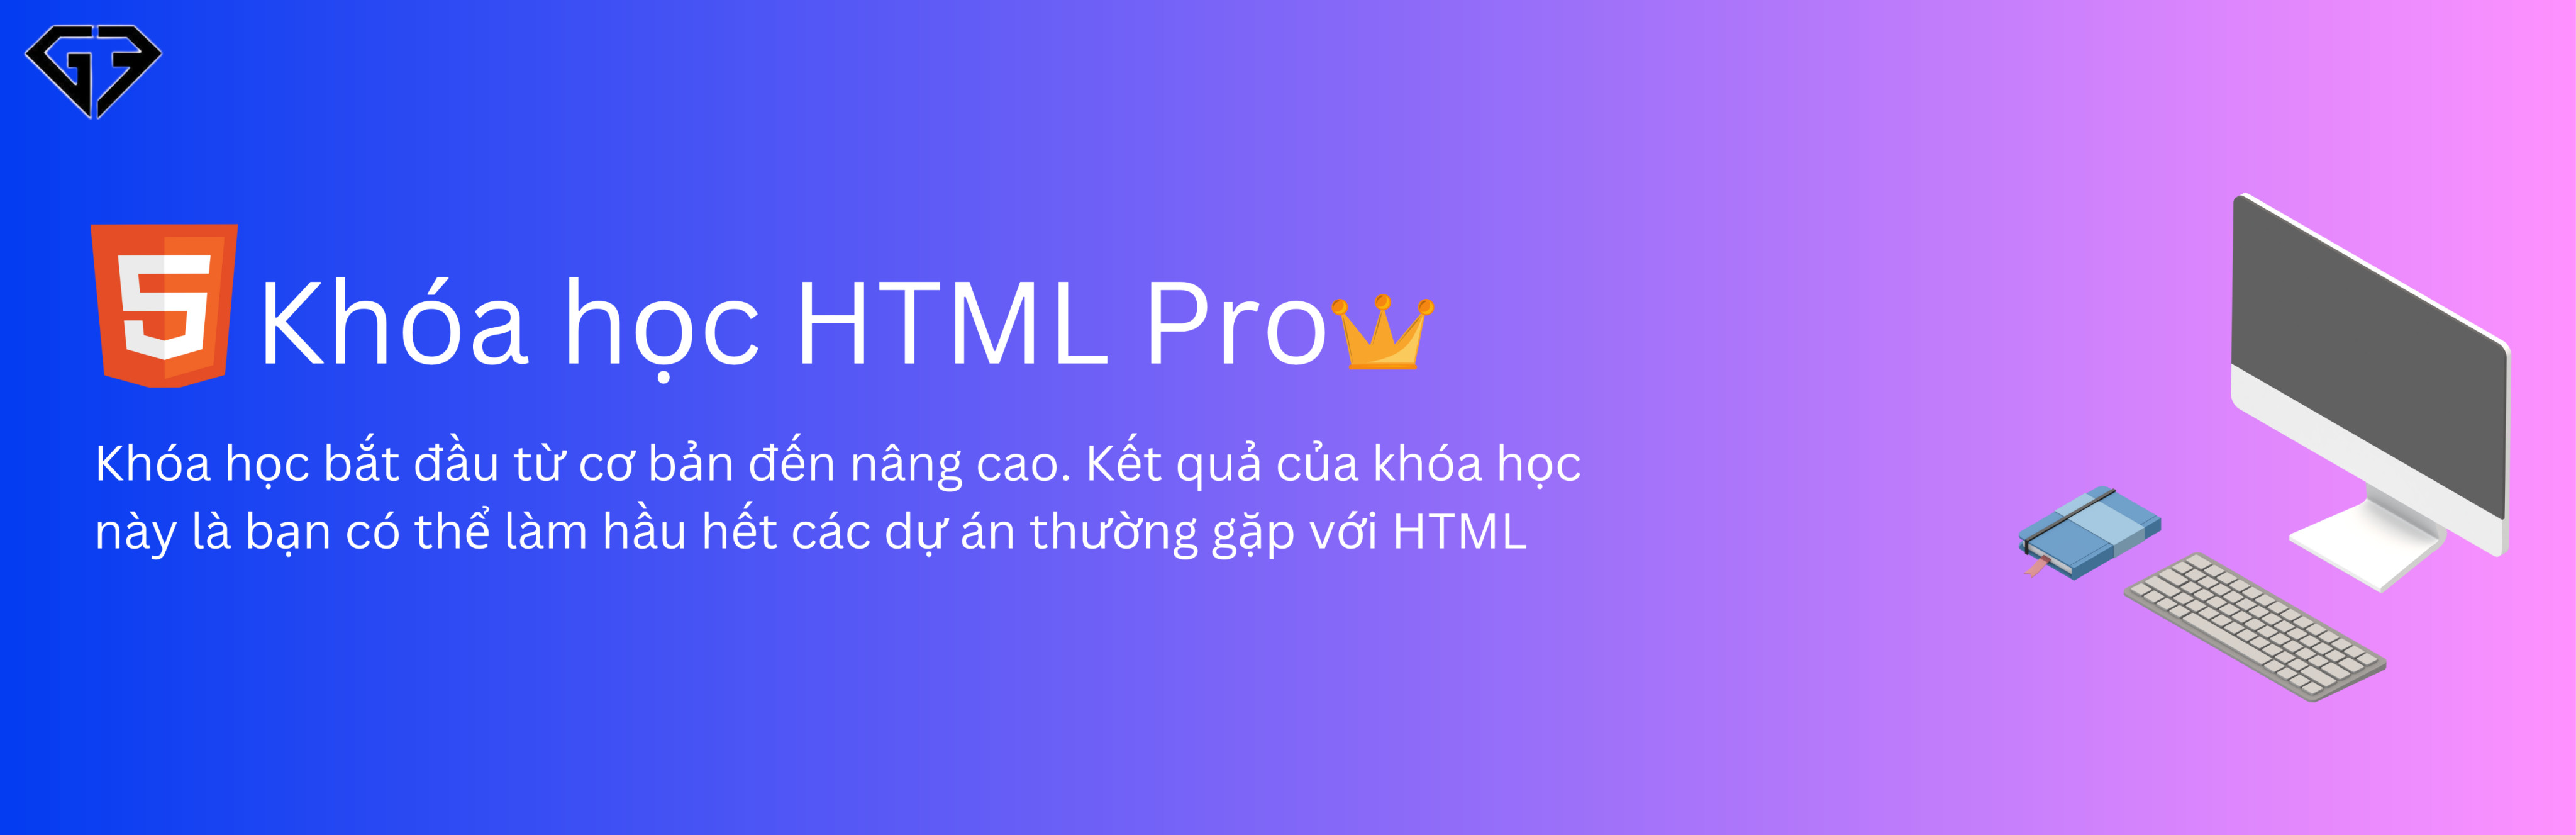 Khóa học HTML Pro
Khóa học bắt đầu từ cơ bản đến nâng cao. Kết quả của khóa học
này là bạn có thể làm hầu hết các dự án thường gặp với HTML